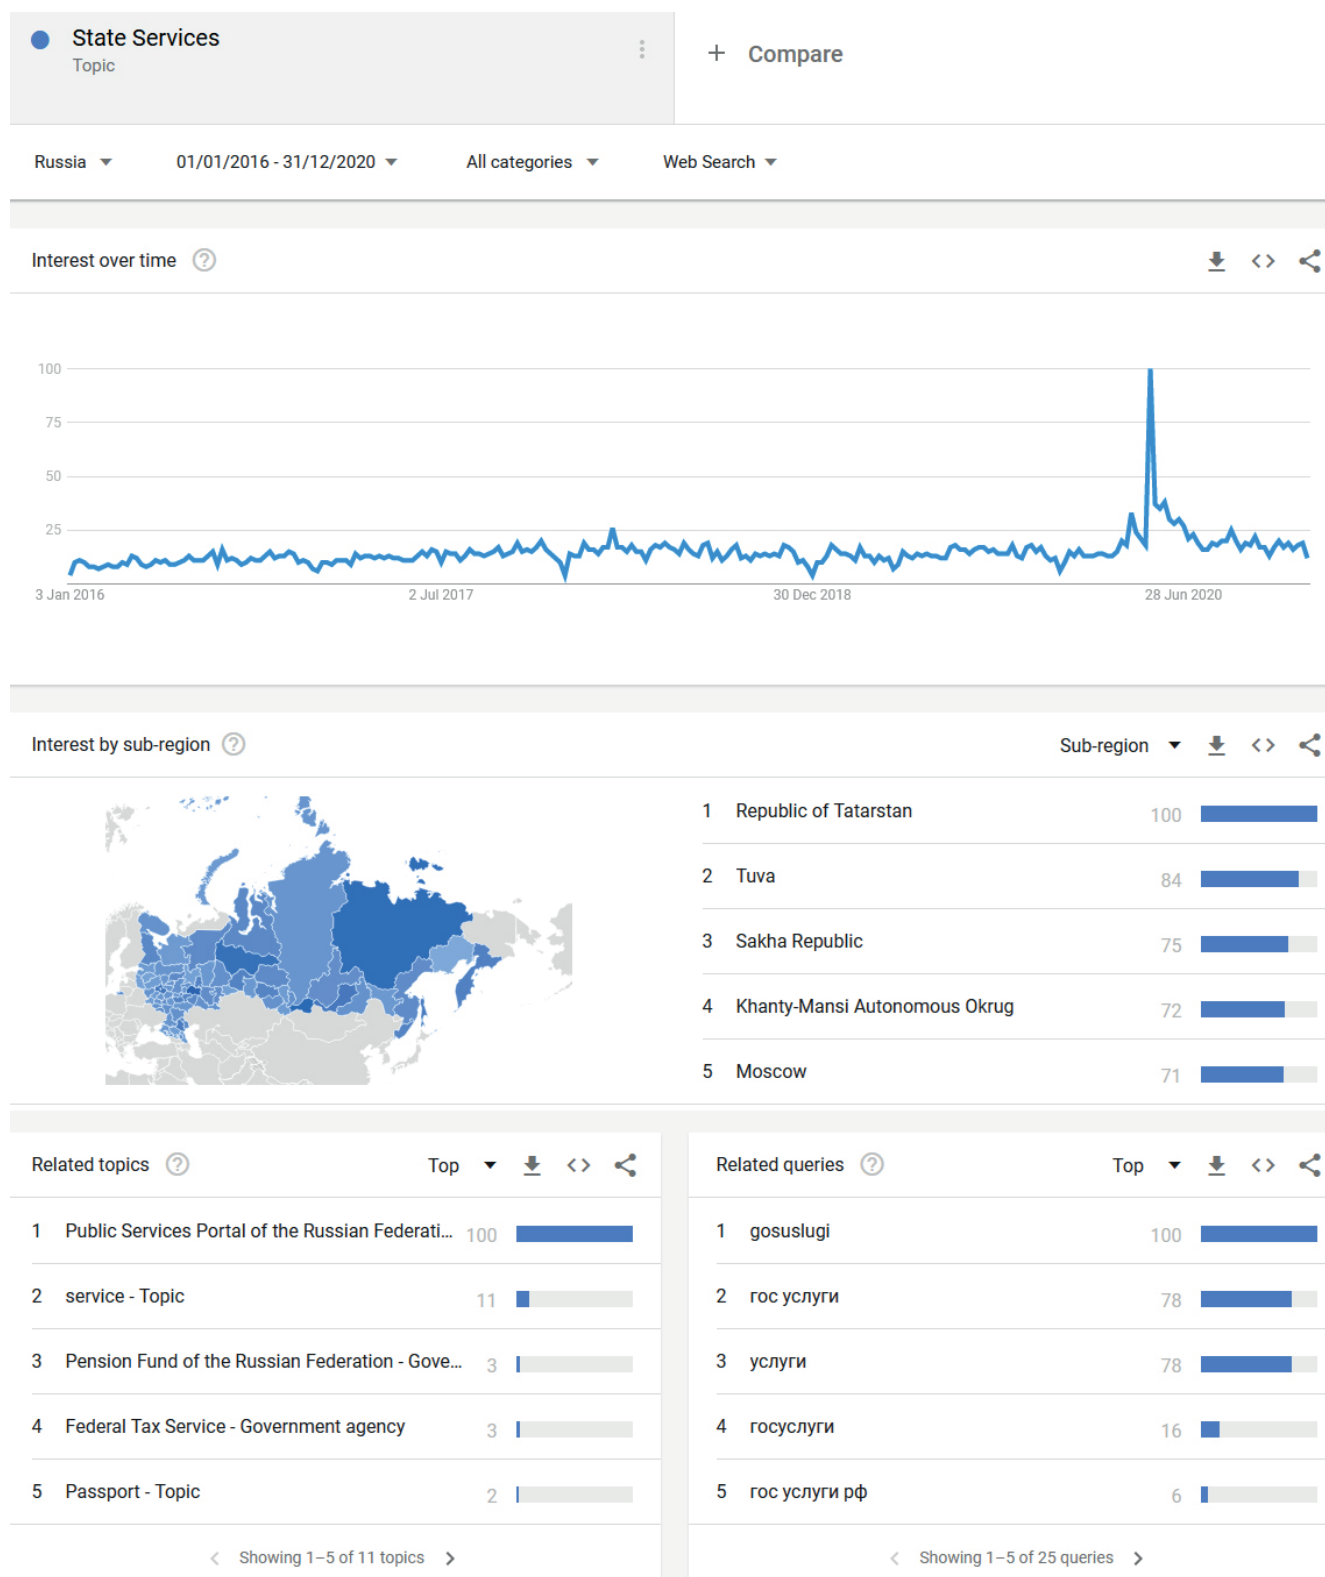 State Services
Topic
+ Compare
Russia
01/01/2016 - 31/12/2020
All categories
Web Search
Interest over time
100
75
50
25
3 Jan 2016
2 Jul 2017
30 Dec 2018
28 Jun 2020
Interest by sub-region
Sub-region
1 Republic of Tatarstan 100
2 Tuva 84
3 Sakha Republic 75
4 Khanty-Mansi Autonomous Okrug 72
5 Moscow 71
Related topics
Top
1 Public Services Portal of the Russian Federati... 100
2 service - Topic 11
3 Pension Fund of the Russian Federation - Gove... 3
4 Federal Tax Service - Government agency 3
5 Passport - Topic 2
Showing 1–5 of 11 topics
Related queries
Top
1 gosuslugi 100
2 гос услуги 78
3 услуги 78
4 госуслуги 16
5 гос услуги рф 6
Showing 1–5 of 25 queries